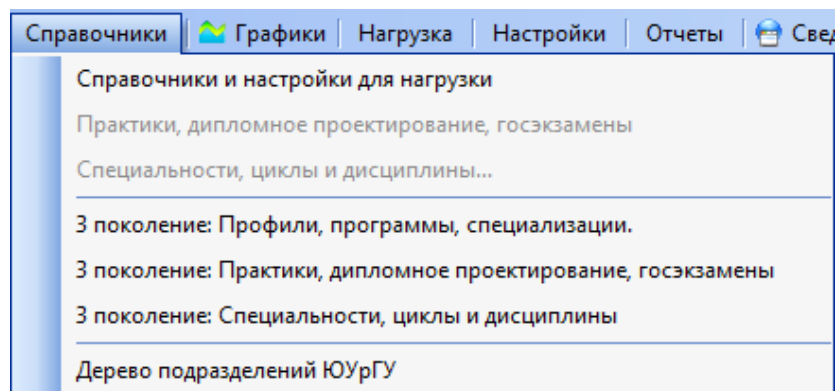 Справочники Графики Нагрузка Настройки Отчеты
Справочники и настройки для нагрузки
Практики, дипломное проектирование, госэкзамены
Специальности, циклы и дисциплины...
3 поколение: Профили, программы, специализации.
3 поколение: Практики, дипломное проектирование, госэкзамены
3 поколение: Специальности, циклы и дисциплины
Дерево подразделений ЮУрГУ